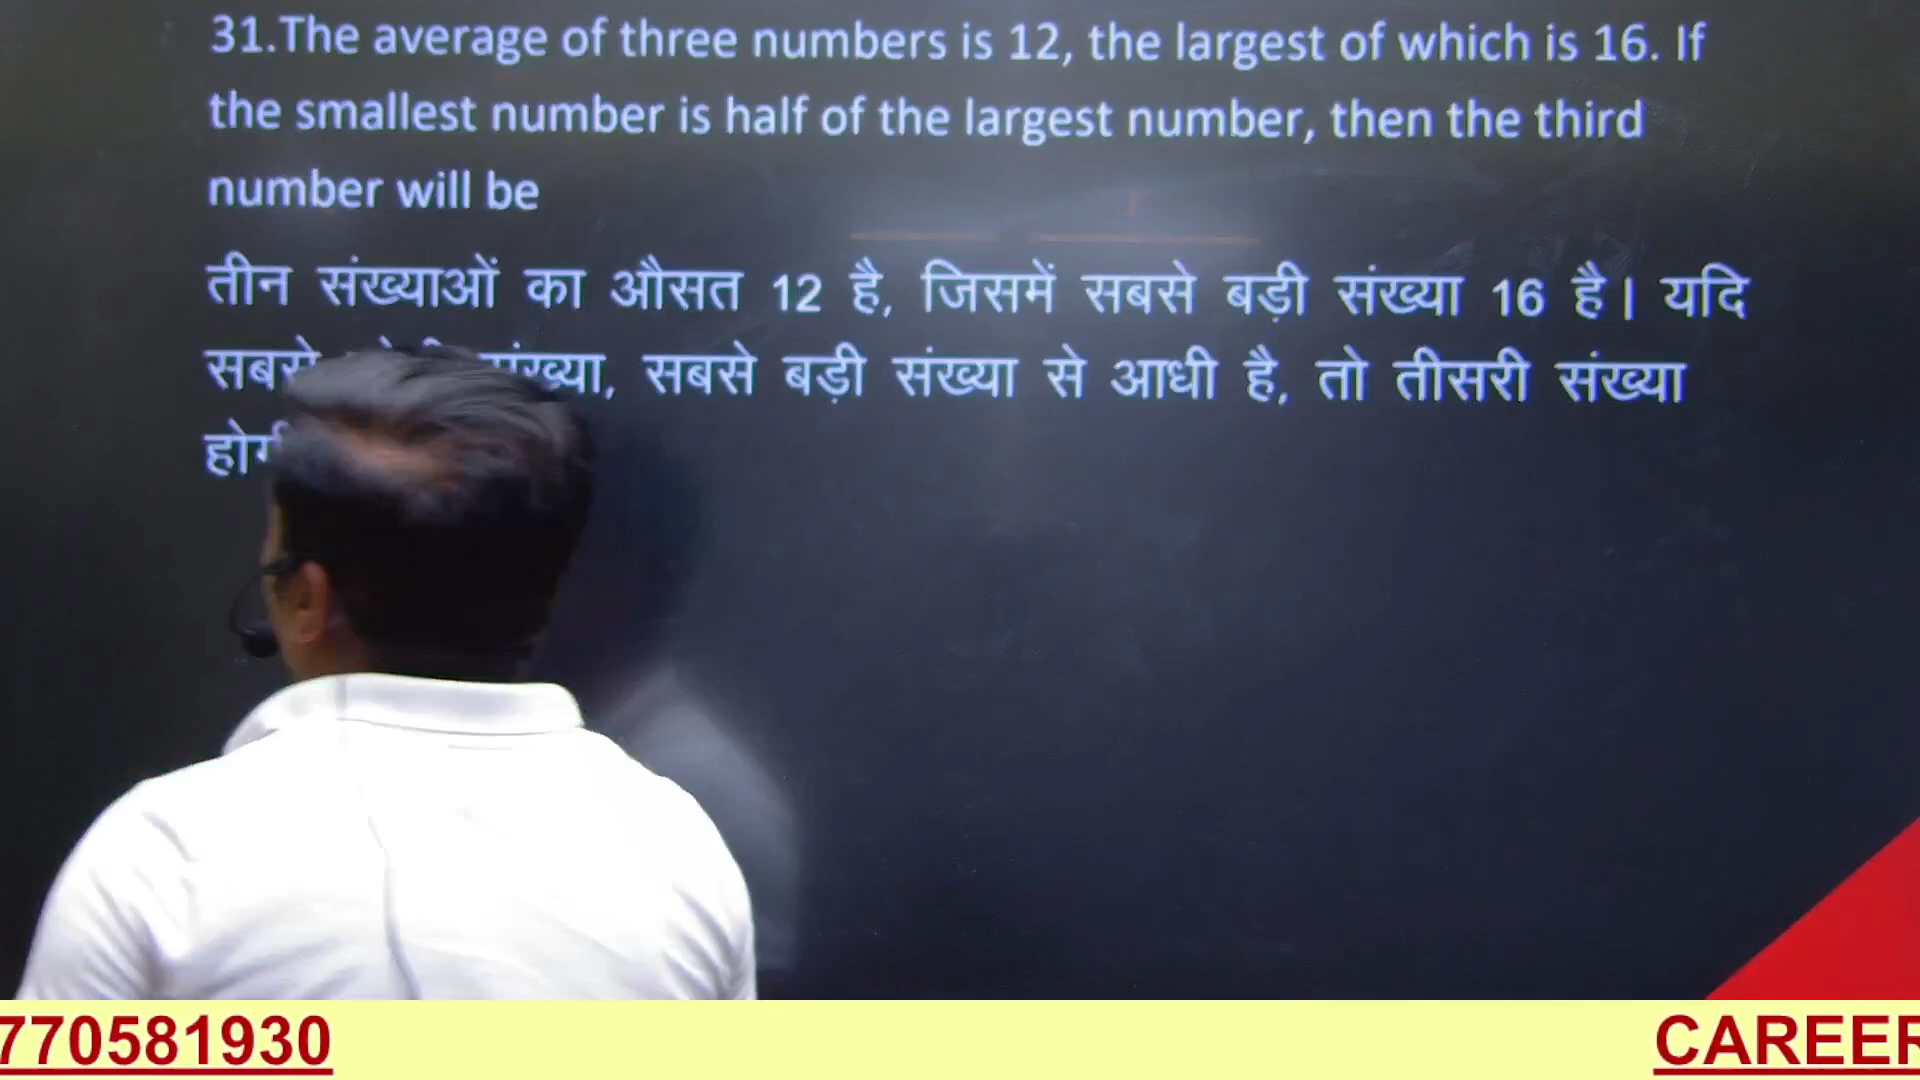 31.The average of three numbers is 12, the largest of which is 16. If
the smallest number is half of the largest number, then the third
number will be
तीन संख्याओं का औसत 12 है, जिसमें सबसे बड़ी संख्या 16 है। यदि
सबसे संख्या, सबसे बड़ी संख्या से आधी है, तो तीसरी संख्या
770581930 CAREER